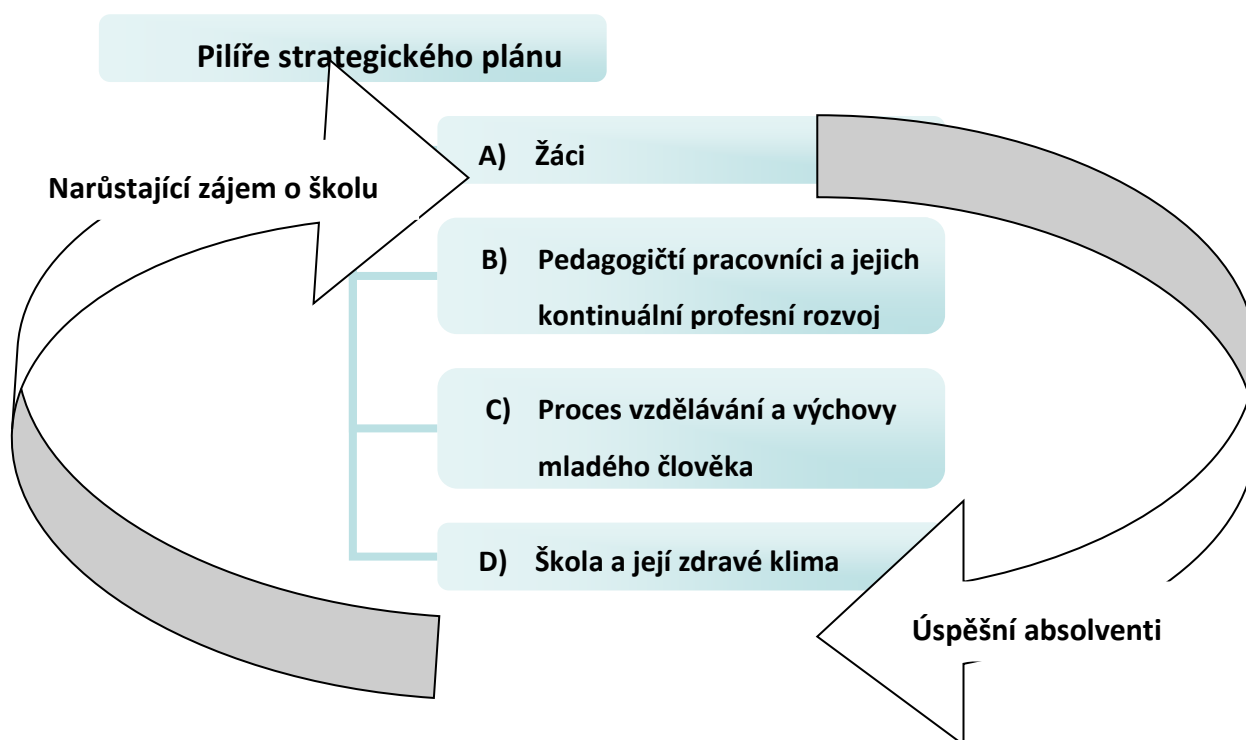 Pilíře strategického plánu
A) Žáci
Narůstající zájem o školu
B) Pedagogičtí pracovníci a jejich
kontinuální profesní rozvoj
C) Proces vzdělávání a výchovy
mladého člověka
D) Škola a její zdravé klima
Úspěšní absolventi